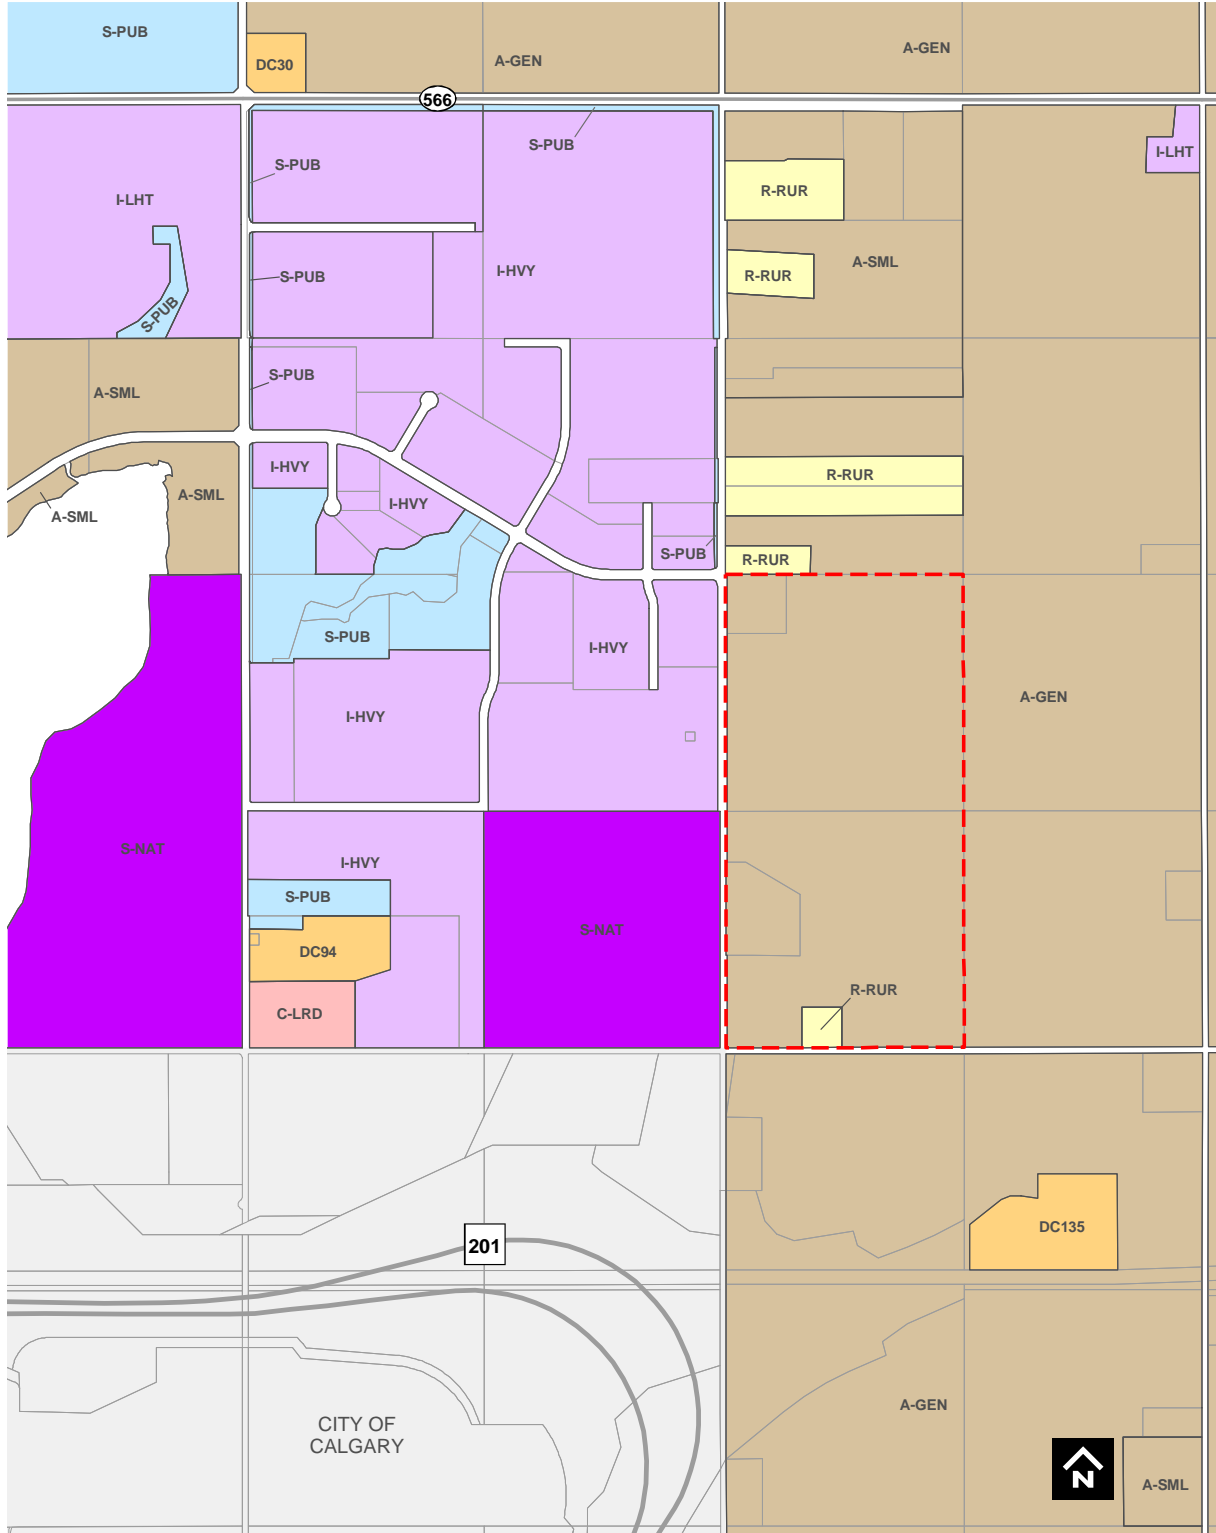 S-PUB
A-GEN
A-GEN
DC30
566
S-PUB
I-LHT
S-PUB
R-RUR
I-LHT
A-SML
I-HVY
S-PUB
R-RUR
S-PUB
S-PUB
A-SML
I-HVY
R-RUR
A-SML
I-HVY
A-SML
S-PUB
R-RUR
S-PUB
I-HVY
A-GEN
I-HVY
S-NAT
I-HVY
S-PUB
S-NAT
DC94
R-RUR
C-LRD
DC135
201
A-GEN
CITY OF
CALGARY
N
A-SML